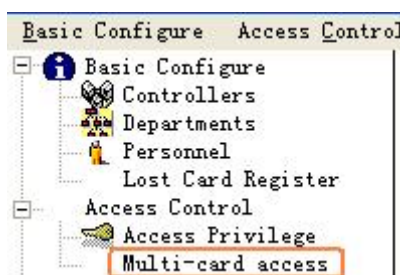 Basic Configure Access Control
Basic Configure
Controllers
Departments
Personnel
Lost Card Register
Access Control
Access Privilege
Multi-card access